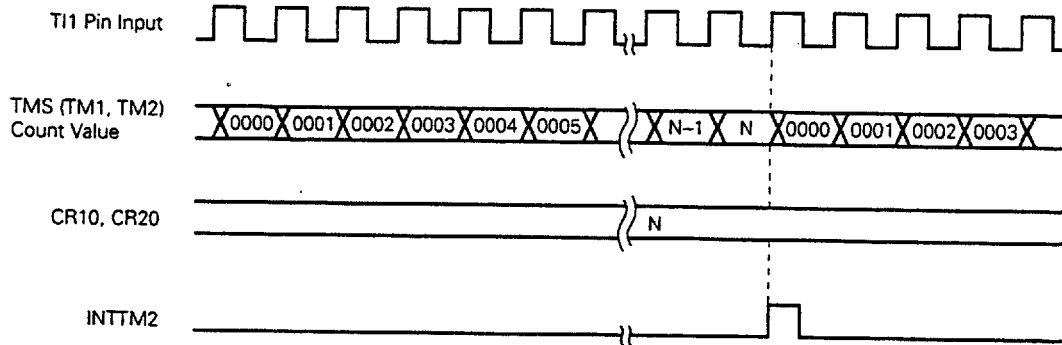 TI1 Pin Input
TMS (TM1, TM2)
Count Value
0000 0001 0002 0003 0004 0005 N–1 N 0000 0001 0002 0003
CR10, CR20
N
INTTM2